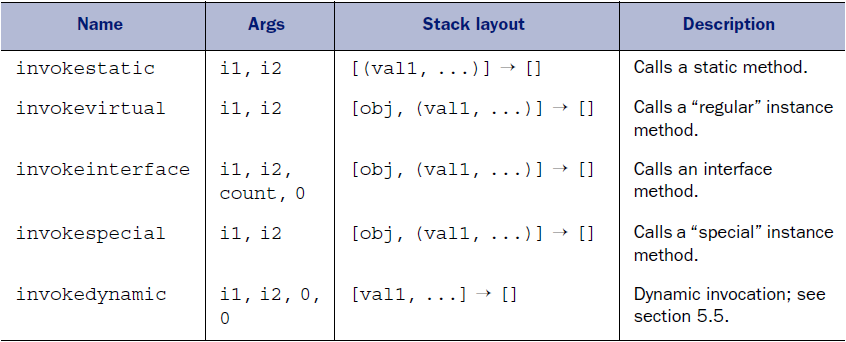 Name Args Stack layout Description
invokestatic i1, i2 [(val1, ...)] → [] Calls a static method.
invokevirtual i1, i2 [obj, (val1, ...)] → [] Calls a “regular” instance
method.
invokeinterface i1, i2, [obj, (val1, ...)] → [] Calls an interface
count, 0 method.
invokespecial i1, i2 [obj, (val1, ...)] → [] Calls a “special” instance
method.
invokedynamic i1, i2, 0, [val1, ...] → [] Dynamic invocation; see
0 section 5.5.